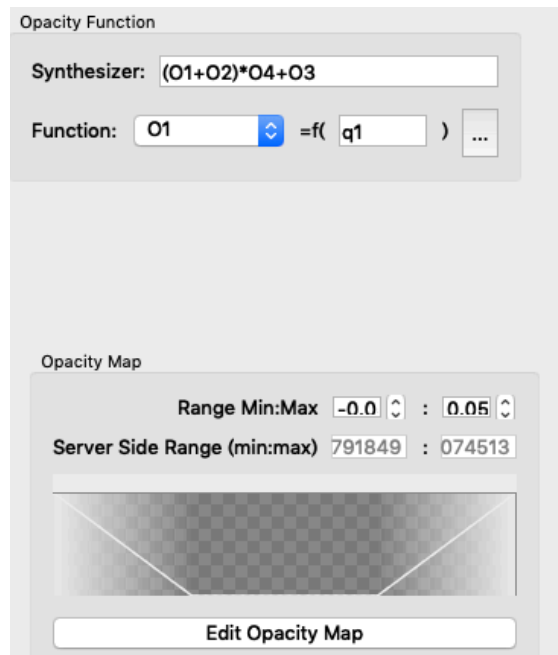 Opacity Function
Synthesizer: (O1+O2)*O4+O3
Function: O1 =f( q1 ) ...
Opacity Map
Range Min:Max -0.0 : 0.05
Server Side Range (min:max) 791849 : 074513
Edit Opacity Map